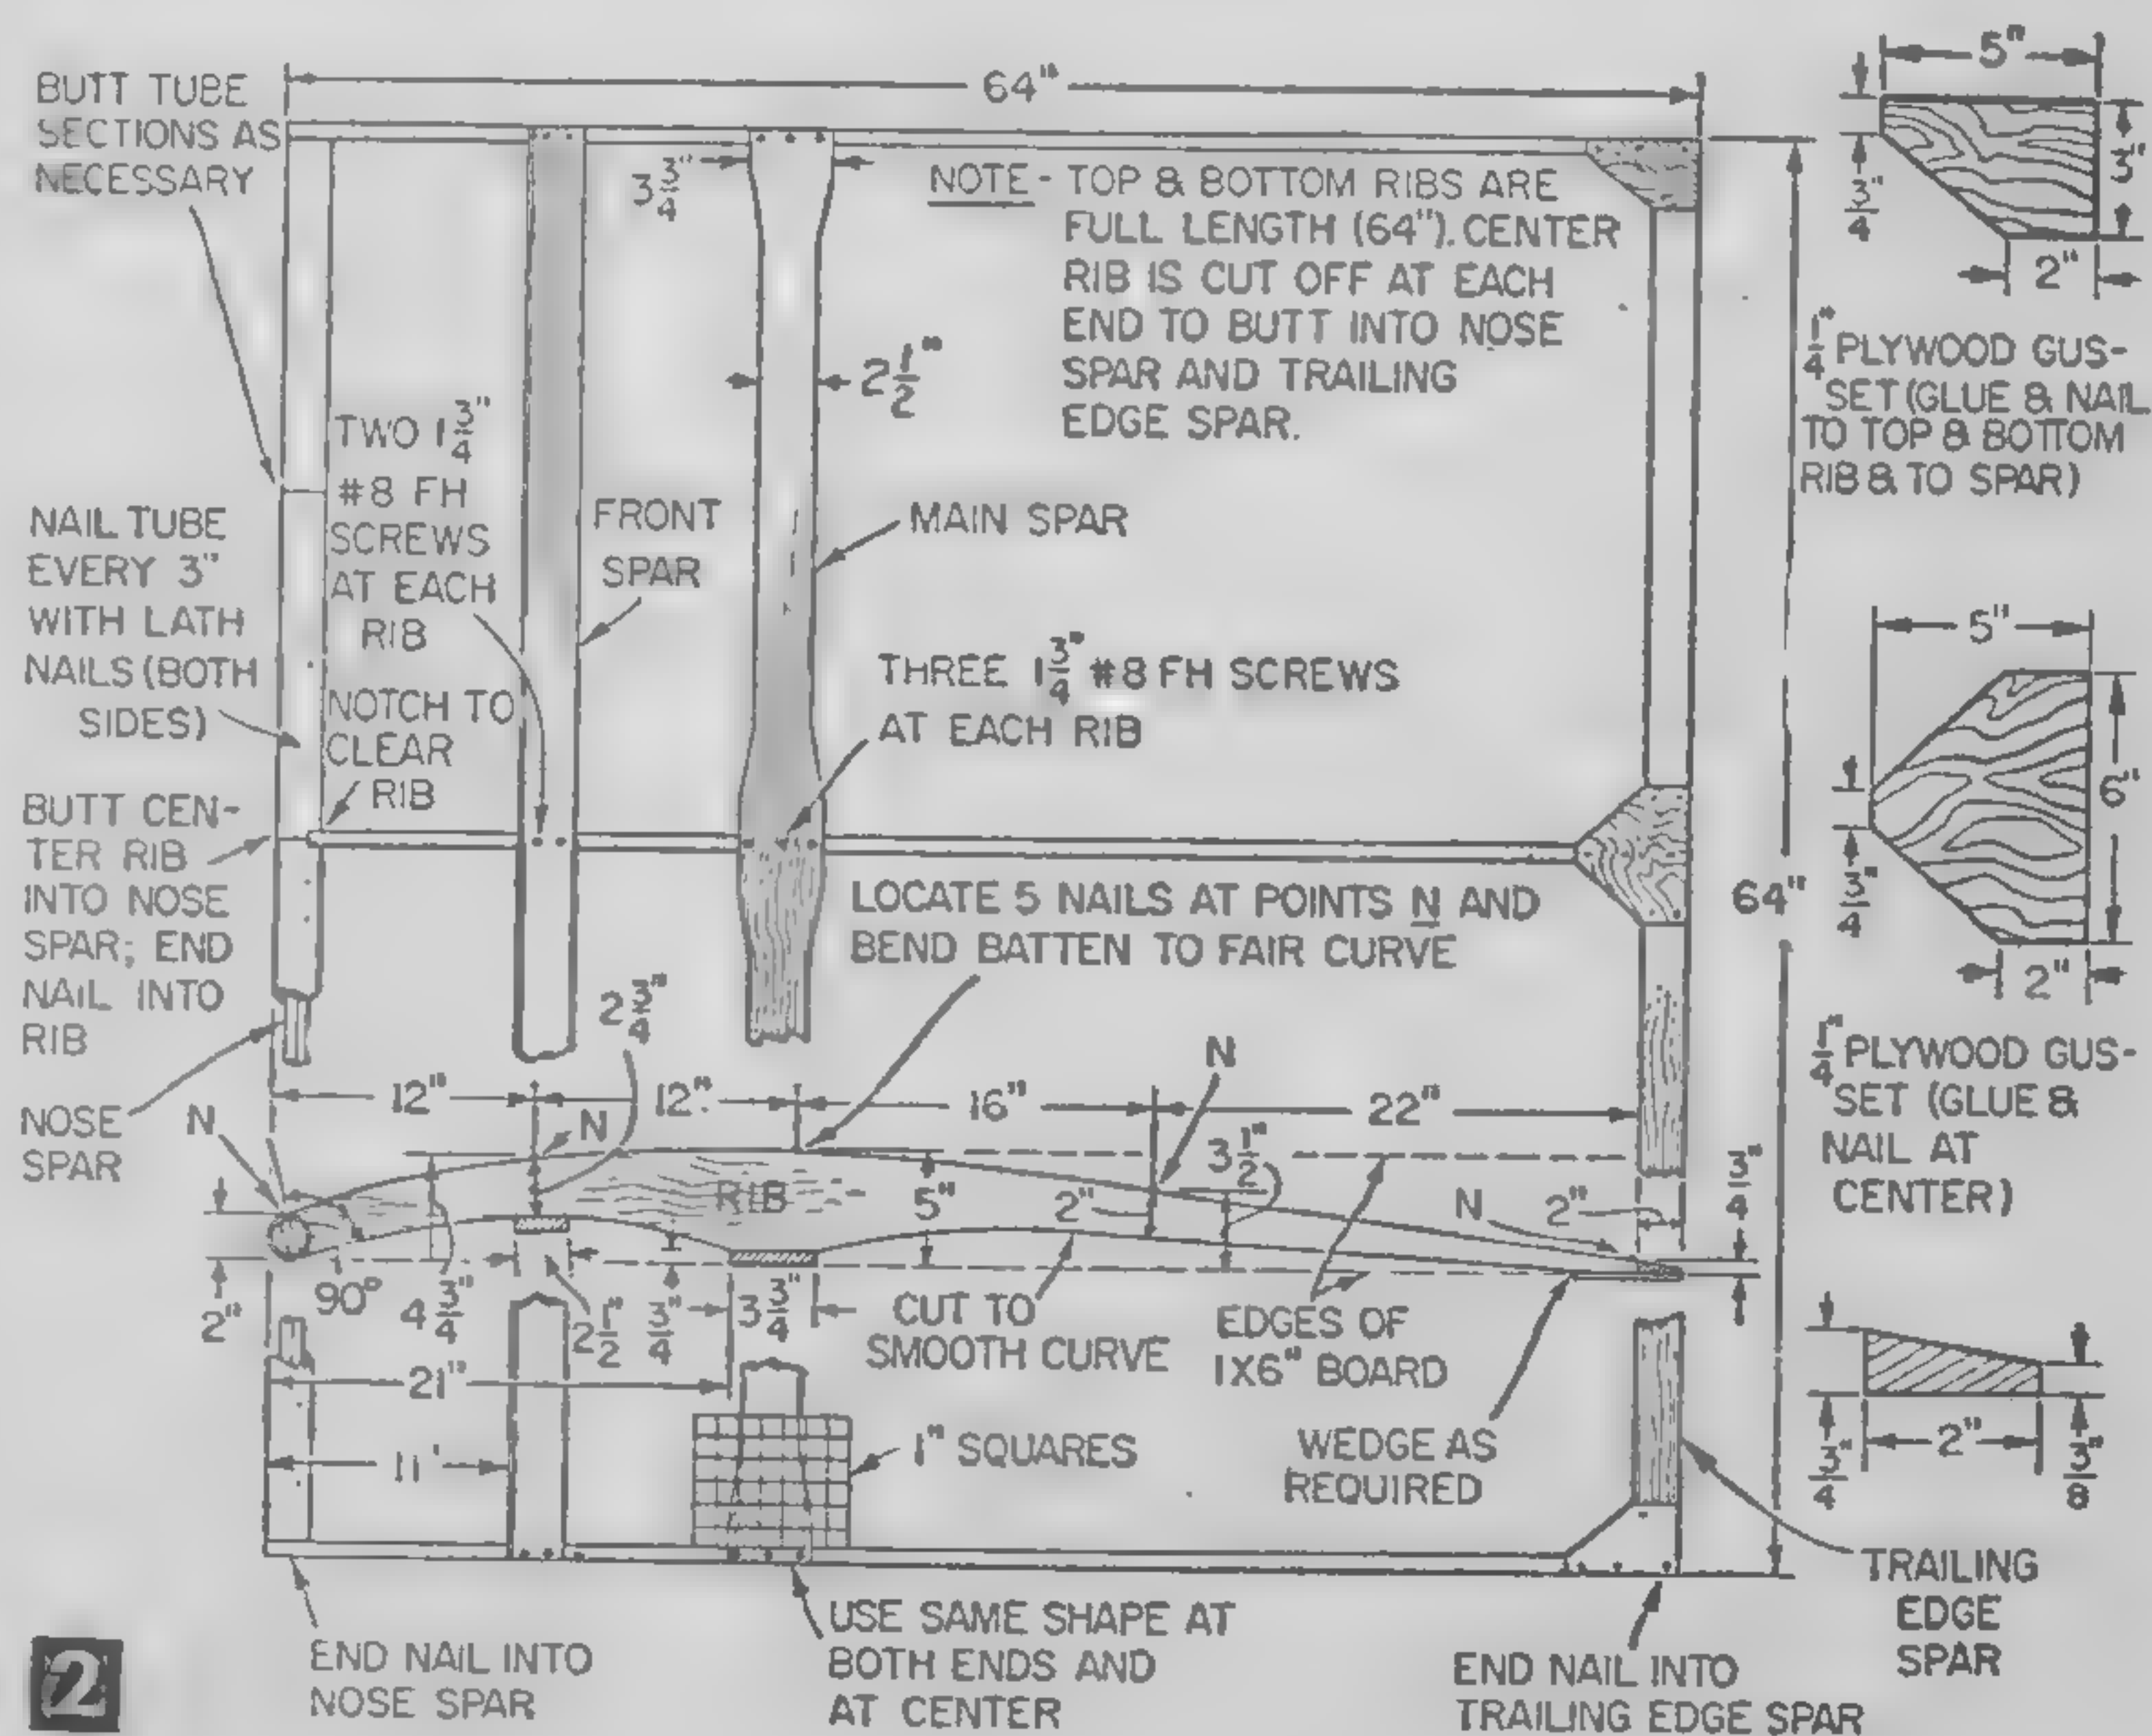 64"
BUTT TUBE
SECTIONS AS
NECESSARY
3 3/4"
NOTE - TOP & BOTTOM RIBS ARE
FULL LENGTH (64"). CENTER
RIB IS CUT OFF AT EACH
END TO BUTT INTO NOSE
SPAR AND TRAILING
EDGE SPAR.
5"
3"
3/4"
2"
1/4" PLYWOOD GUS-
SET (GLUE & NAIL
TO TOP & BOTTOM
RIB & TO SPAR)
2 1/2"
TWO 1 3/4"
#8 FH
SCREWS
AT EACH
RIB
FRONT
SPAR
MAIN SPAR
NAIL TUBE
EVERY 3"
WITH LATH
NAILS (BOTH
SIDES)
NOTCH TO
CLEAR
RIB
THREE 1 3/4" #8 FH SCREWS
AT EACH RIB
5"
6"
3/4"
2"
64"
BUTT CEN-
TER RIB
INTO NOSE
SPAR; END
NAIL INTO
RIB
LOCATE 5 NAILS AT POINTS N AND
BEND BATTEN TO FAIR CURVE
1/4" PLYWOOD GUS-
SET (GLUE &
NAIL AT
CENTER)
NOSE
SPAR
2 3/4"
12"
12"
16"
22"
N
N
N
N
RIB
5"
2"
3 1/2"
2"
3/4"
2"
90°
4 3/4"
2 1/2"
3/4"
3 3/4"
CUT TO
SMOOTH CURVE
EDGES OF
1X6" BOARD
21"
11'
1" SQUARES
WEDGE AS
REQUIRED
3/4"
2"
3/8"
TRAILING
EDGE
SPAR
END NAIL INTO
NOSE SPAR
USE SAME SHAPE AT
BOTH ENDS AND
AT CENTER
END NAIL INTO
TRAILING EDGE SPAR
2